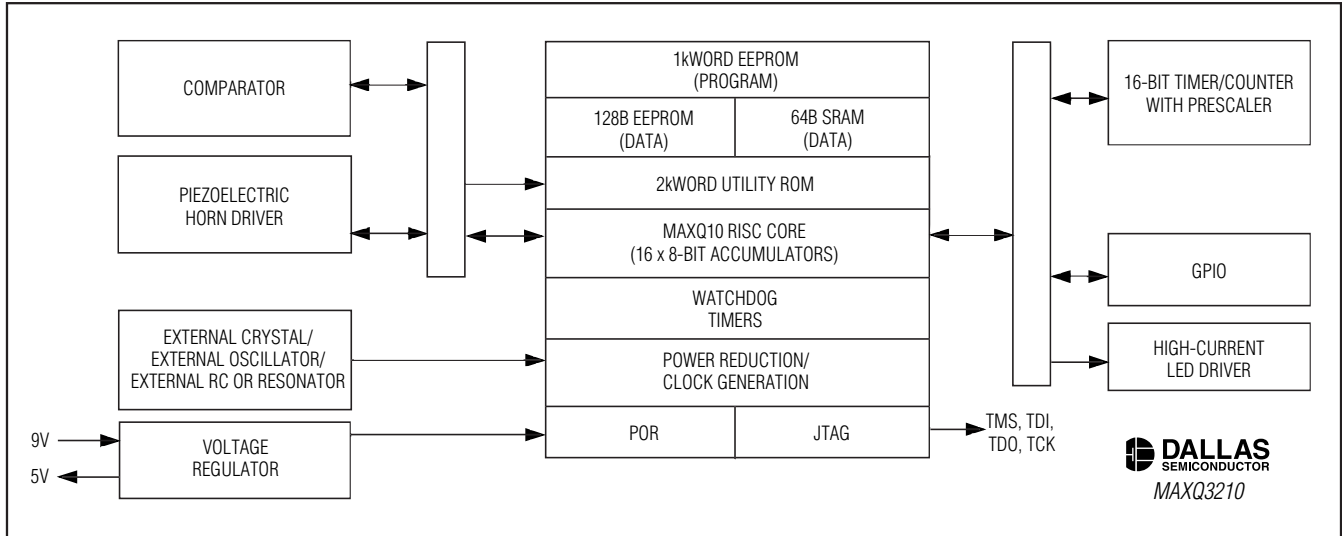 COMPARATOR
PIEZOELECTRIC
HORN DRIVER
EXTERNAL CRYSTAL/
EXTERNAL OSCILLATOR/
EXTERNAL RC OR RESONATOR
9V
5V
VOLTAGE
REGULATOR
1kWORD EEPROM
(PROGRAM)
128B EEPROM
(DATA)
64B SRAM
(DATA)
2kWORD UTILITY ROM
MAXQ10 RISC CORE
(16 x 8-BIT ACCUMULATORS)
WATCHDOG
TIMERS
POWER REDUCTION/
CLOCK GENERATION
POR
JTAG
TMS, TDI,
TDO, TCK
16-BIT TIMER/COUNTER
WITH PRESCALER
GPIO
HIGH-CURRENT
LED DRIVER
DALLAS
SEMICONDUCTOR
MAXQ3210